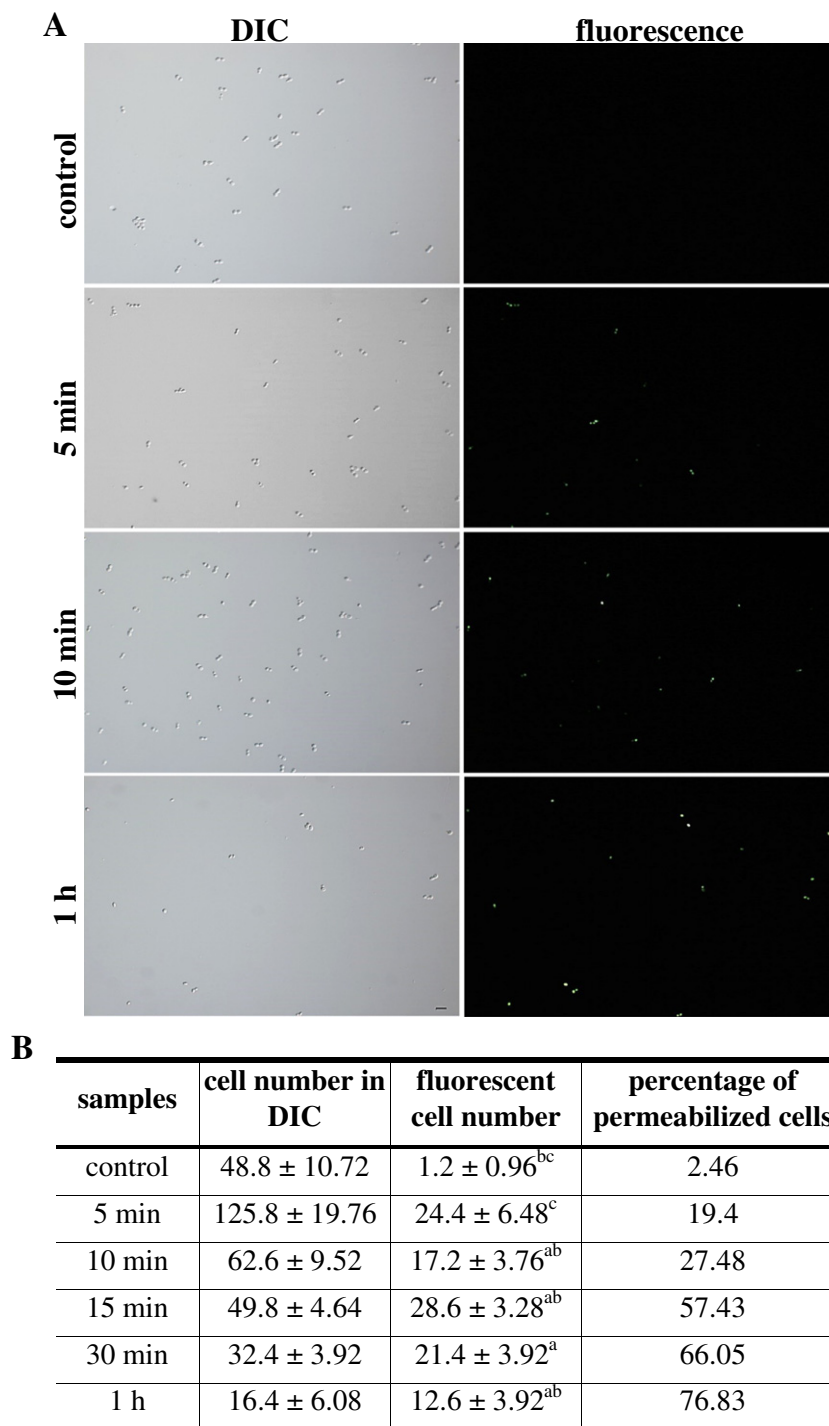 A
DIC
fluorescence
control
5 min
10 min
1 h
B
samples
cell number in DIC
fluorescent cell number
percentage of permeabilized cells
control 48.8 ± 10.72 1.2 ± 0.96bc 2.46
5 min 125.8 ± 19.76 24.4 ± 6.48c 19.4
10 min 62.6 ± 9.52 17.2 ± 3.76ab 27.48
15 min 49.8 ± 4.64 28.6 ± 3.28ab 57.43
30 min 32.4 ± 3.92 21.4 ± 3.92a 66.05
1 h 16.4 ± 6.08 12.6 ± 3.92ab 76.83